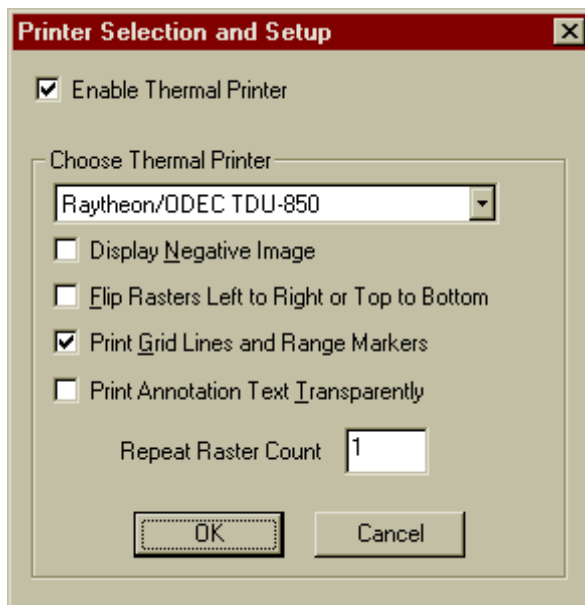 Printer Selection and Setup
Enable Thermal Printer
Choose Thermal Printer
Raytheon/ODEC TDU-850
Display Negative Image
Flip Rasters Left to Right or Top to Bottom
Print Grid Lines and Range Markers
Print Annotation Text Transparently
Repeat Raster Count 1
OK Cancel